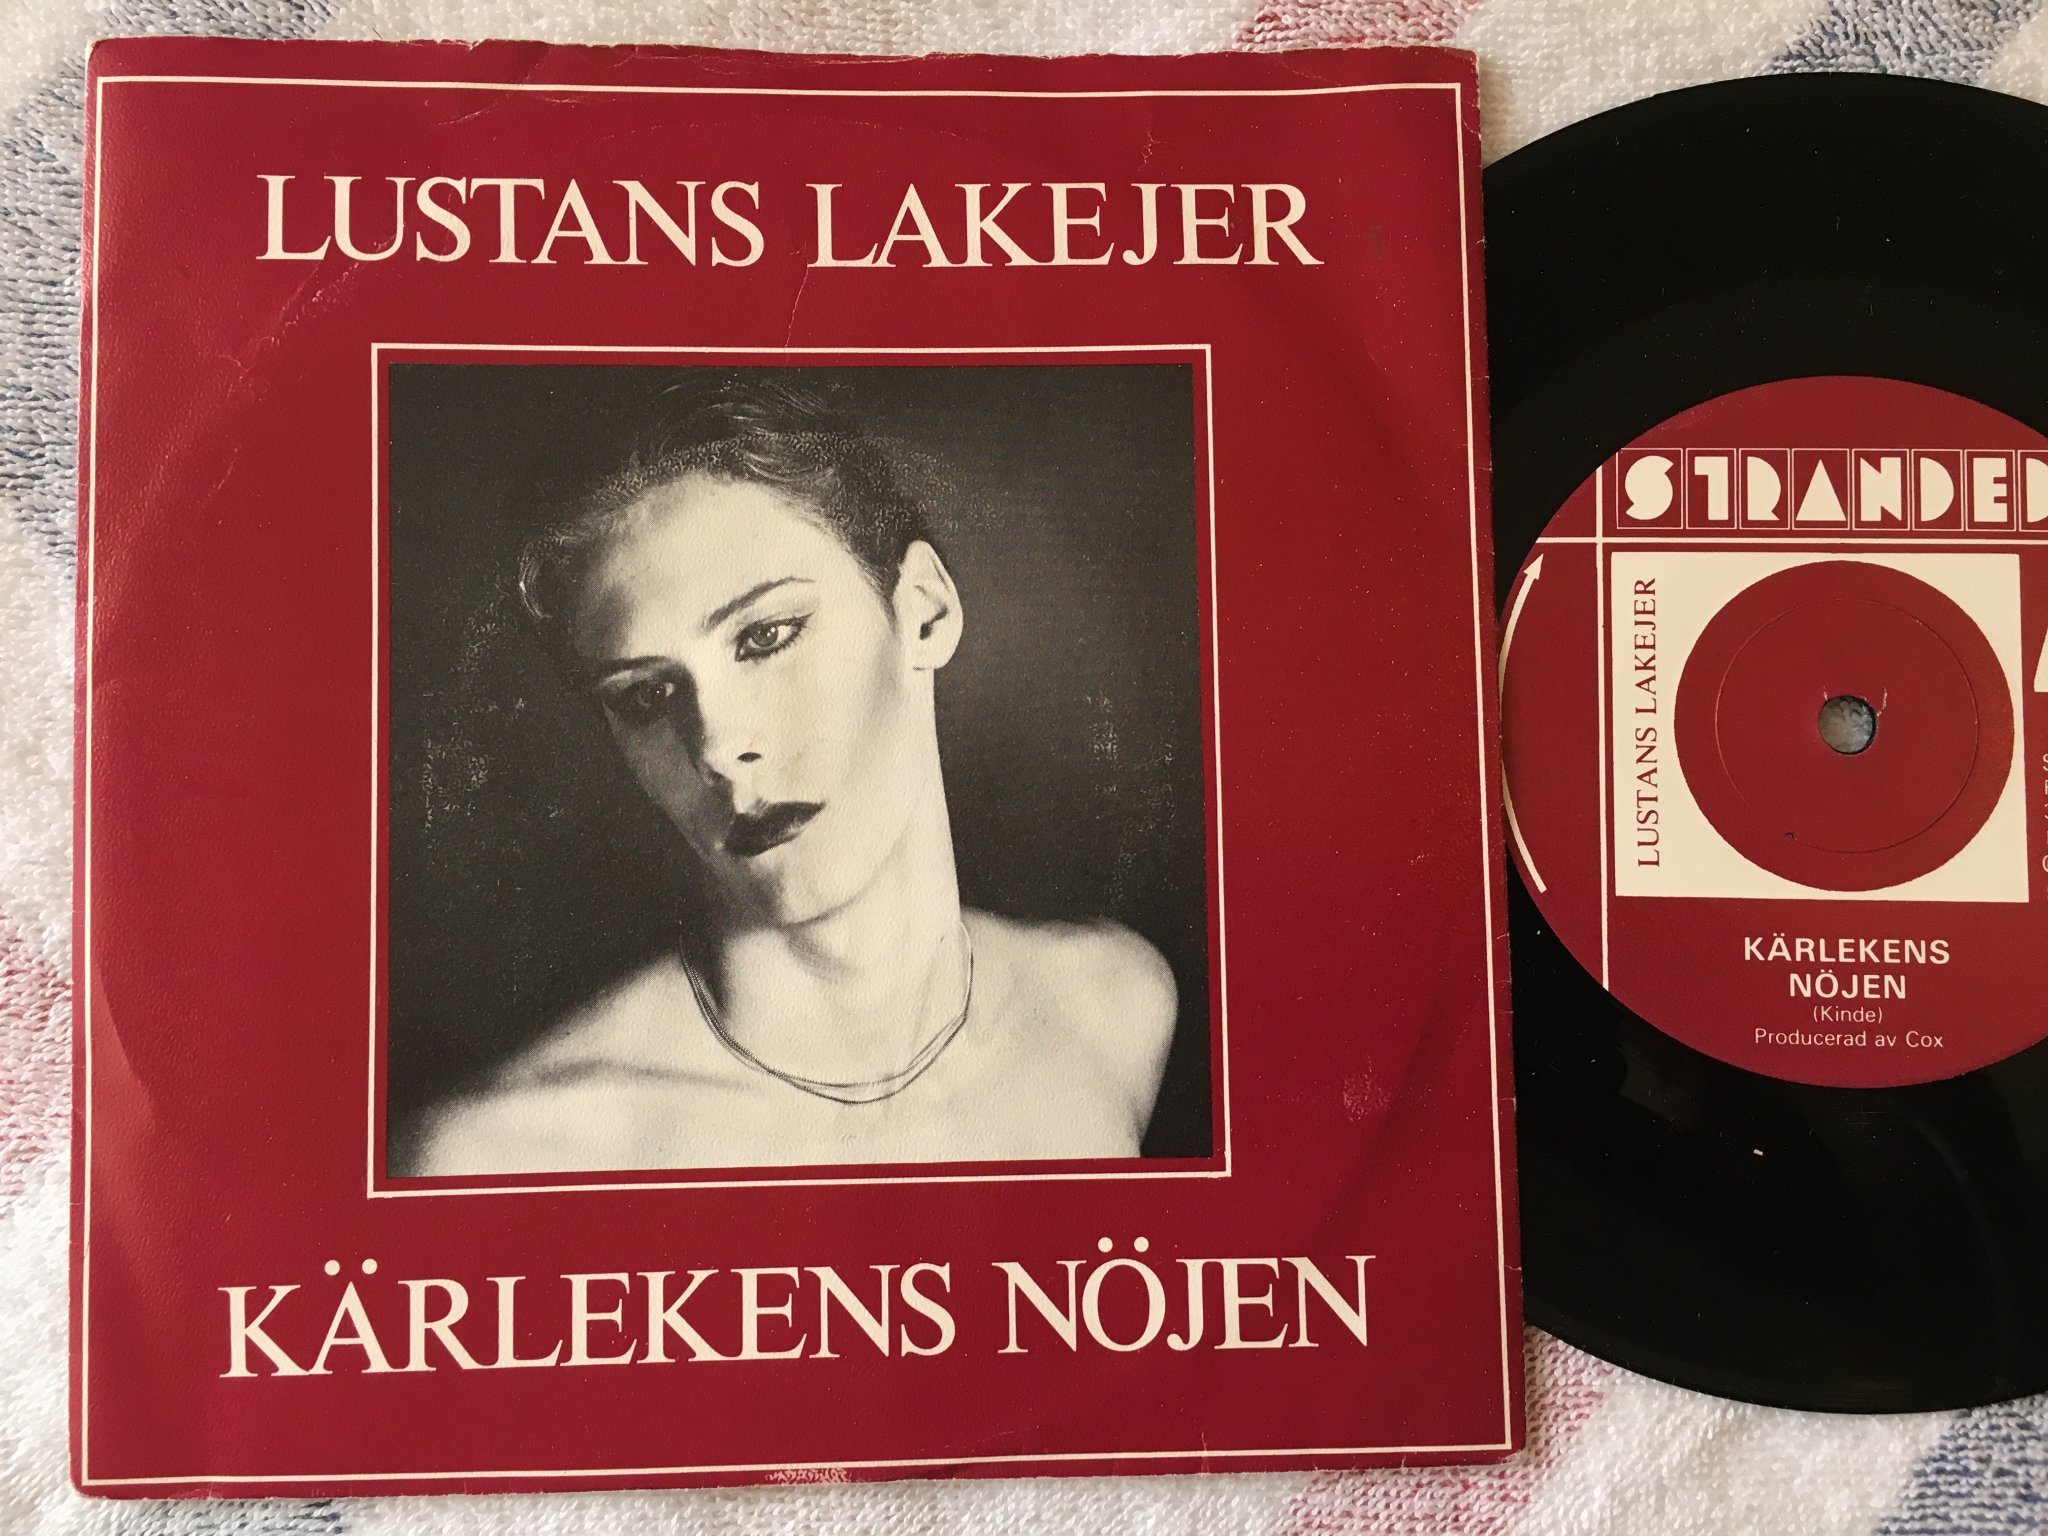 LUSTANS LAKEJER
KÄRLEKENS NÖJEN
STRANDED
LUSTANS LAKEJER
KÄRLEKENS
NÖJEN
(Kinde)
Producerad av Cox